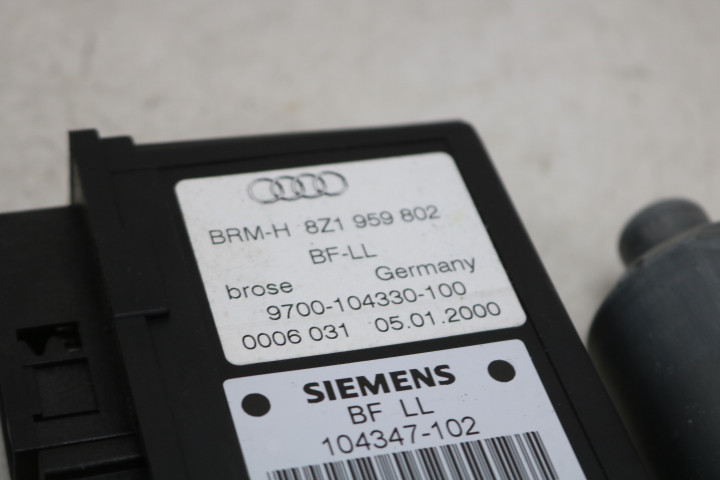 BRM-H 8Z1 959 802
BF-LL
brose Germany
9700-104330-100
0006 031 05.01.2000
SIEMENS
BF LL
104347-102